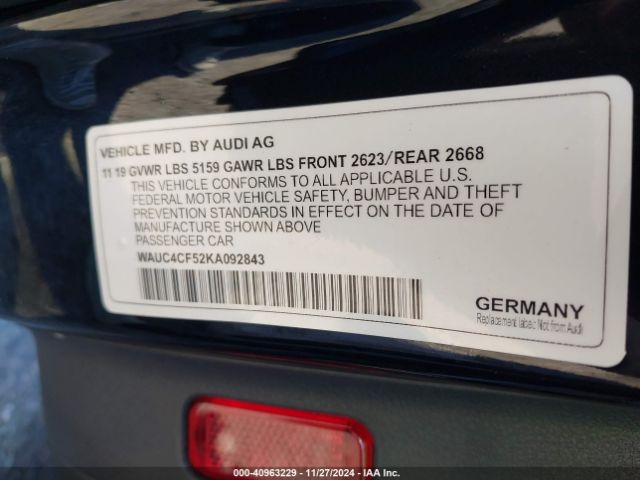 VEHICLE MFD. BY AUDI AG
11 19 GVWR LBS 5159 GAWR LBS FRONT 2623/REAR 2668
THIS VEHICLE CONFORMS TO ALL APPLICABLE U.S.
FEDERAL MOTOR VEHICLE SAFETY, BUMPER AND THEFT
PREVENTION STANDARDS IN EFFECT ON THE DATE OF
MANUFACTURE SHOWN ABOVE
PASSENGER CAR
WAUC4CF52KA092843
GERMANY
Replacement label: Not from Audi
000-40963229 - 11/27/2024 - IAA Inc.